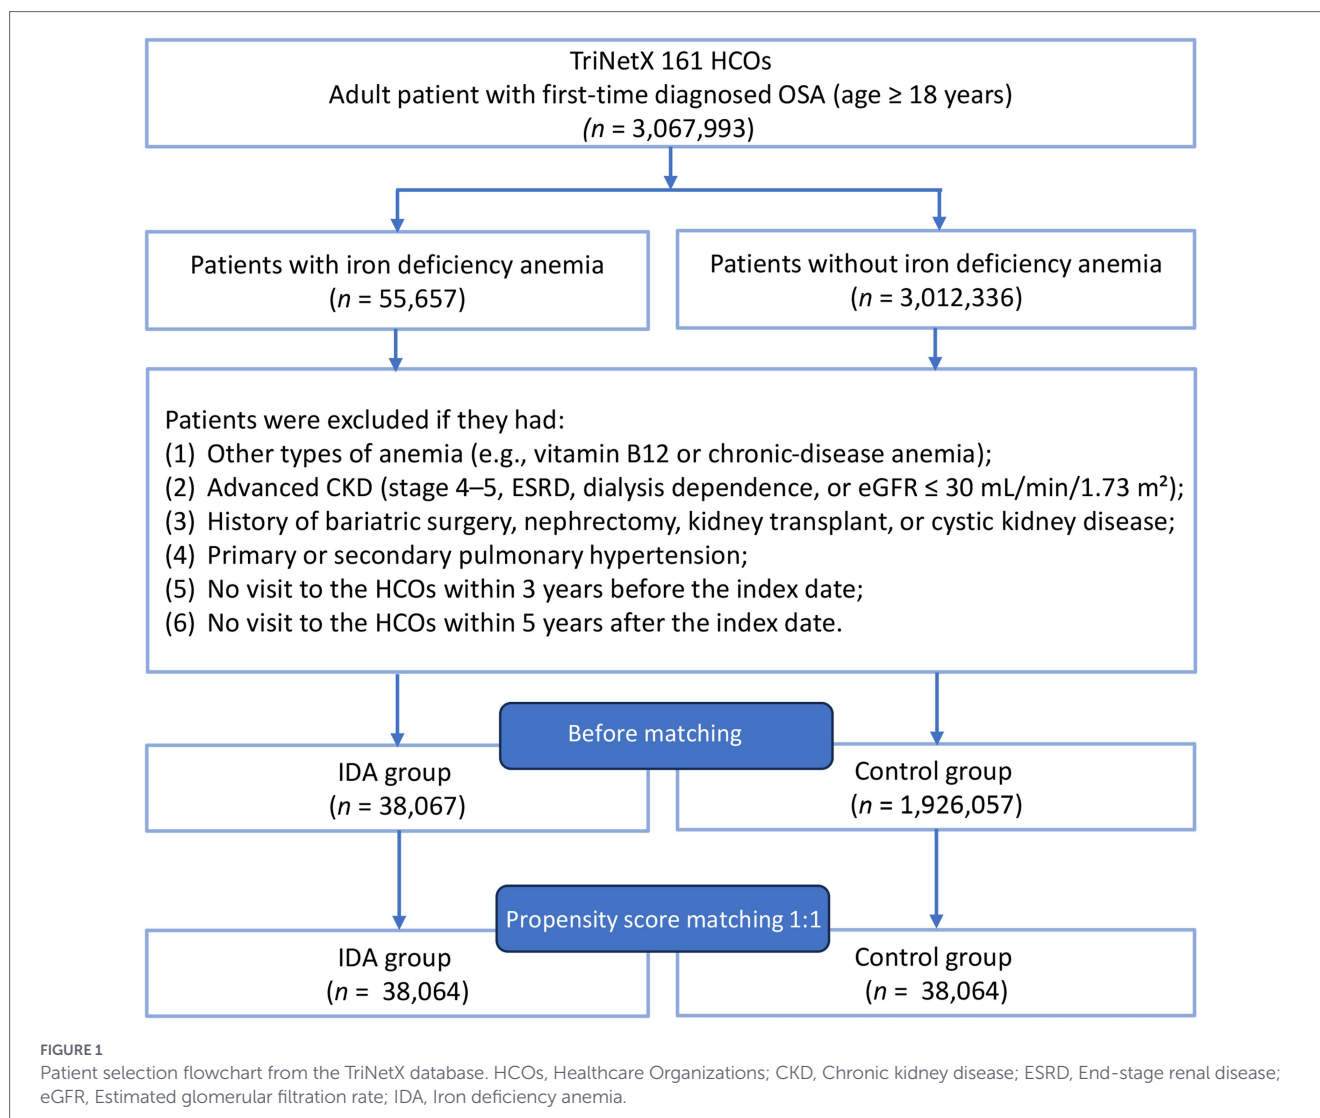 TriNetX 161 HCOs
Adult patient with first-time diagnosed OSA (age ≥ 18 years)
(n = 3,067,993)
Patients with iron deficiency anemia
(n = 55,657)
Patients without iron deficiency anemia
(n = 3,012,336)
Patients were excluded if they had:
(1) Other types of anemia (e.g., vitamin B12 or chronic-disease anemia);
(2) Advanced CKD (stage 4–5, ESRD, dialysis dependence, or eGFR ≤ 30 mL/min/1.73 m²);
(3) History of bariatric surgery, nephrectomy, kidney transplant, or cystic kidney disease;
(4) Primary or secondary pulmonary hypertension;
(5) No visit to the HCOs within 3 years before the index date;
(6) No visit to the HCOs within 5 years after the index date.
Before matching
IDA group
(n = 38,067)
Control group
(n = 1,926,057)
Propensity score matching 1:1
IDA group
(n = 38,064)
Control group
(n = 38,064)
FIGURE 1
Patient selection flowchart from the TriNetX database. HCOs, Healthcare Organizations; CKD, Chronic kidney disease; ESRD, End-stage renal disease;
eGFR, Estimated glomerular filtration rate; IDA, Iron deficiency anemia.